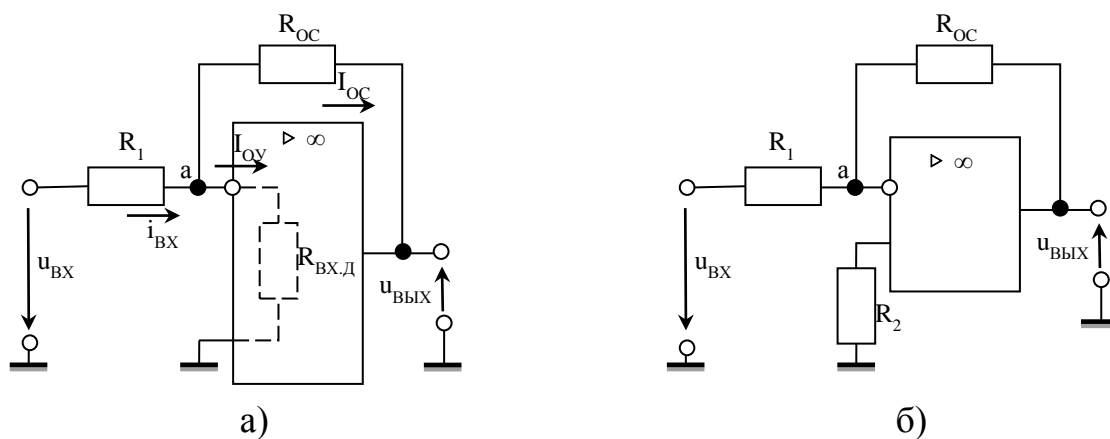 R_ОС
I_ОС
▷ ∞
I_ОУ
R_1
a
i_ВХ
R_ВХ.Д
u_ВХ
u_ВЫХ
а)
R_ОС
▷ ∞
R_1
a
u_ВХ
u_ВЫХ
R_2
б)